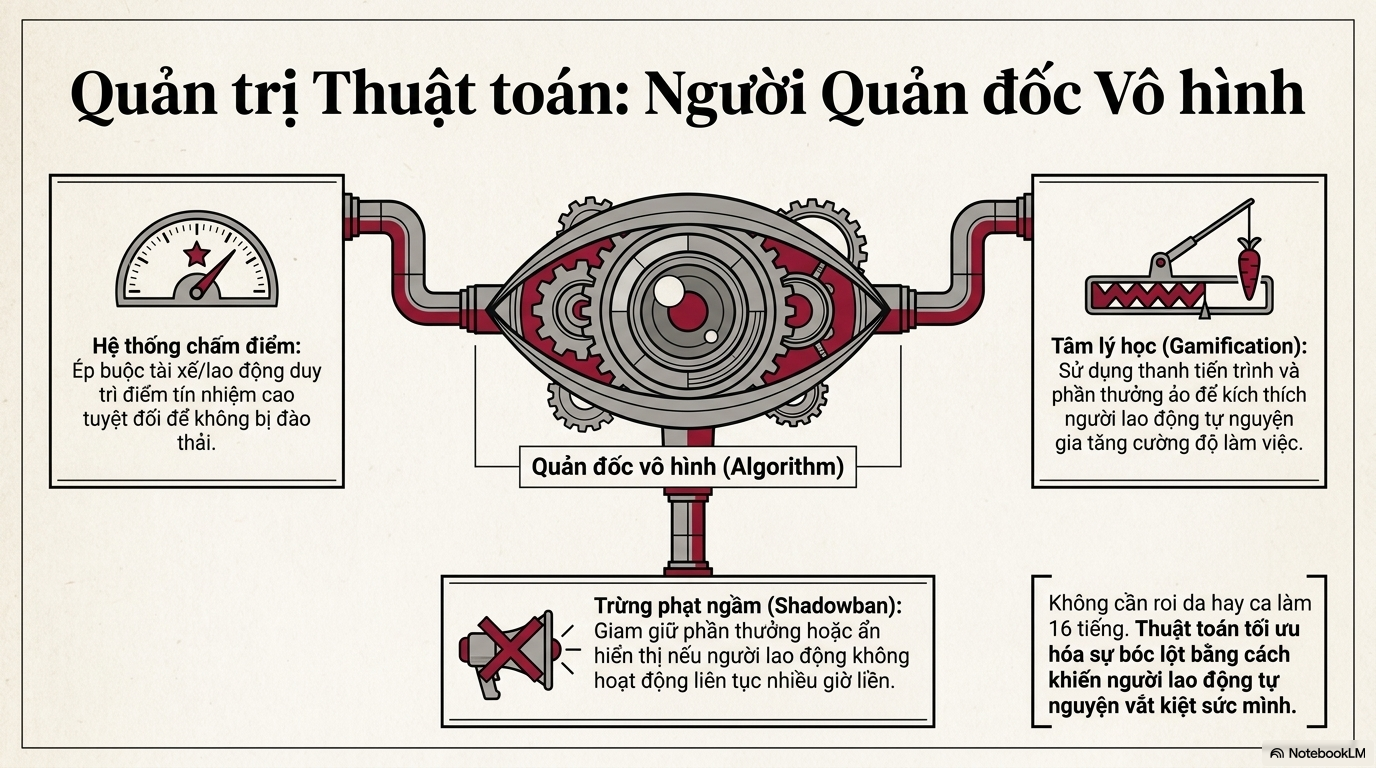 Quản trị Thuật toán: Người Quản đốc Vô hình
Hệ thống chấm điểm:
Ép buộc tài xế/lao động duy
trì điểm tín nhiệm cao
tuyệt đối để không bị đào
thải.
Quản đốc vô hình (Algorithm)
Tâm lý học (Gamification):
Sử dụng thanh tiến trình và
phần thưởng ảo để kích thích
người lao động tự nguyện
gia tăng cường độ làm việc.
Trừng phạt ngầm (Shadowban):
Giam giữ phần thưởng hoặc ẩn
hiển thị nếu người lao động không
hoạt động liên tục nhiều giờ liền.
Không cần roi da hay ca làm
16 tiếng. Thuật toán tối ưu
hóa sự bóc lột bằng cách
khiến người lao động tự
nguyện vắt kiệt sức mình.
NotebookLM